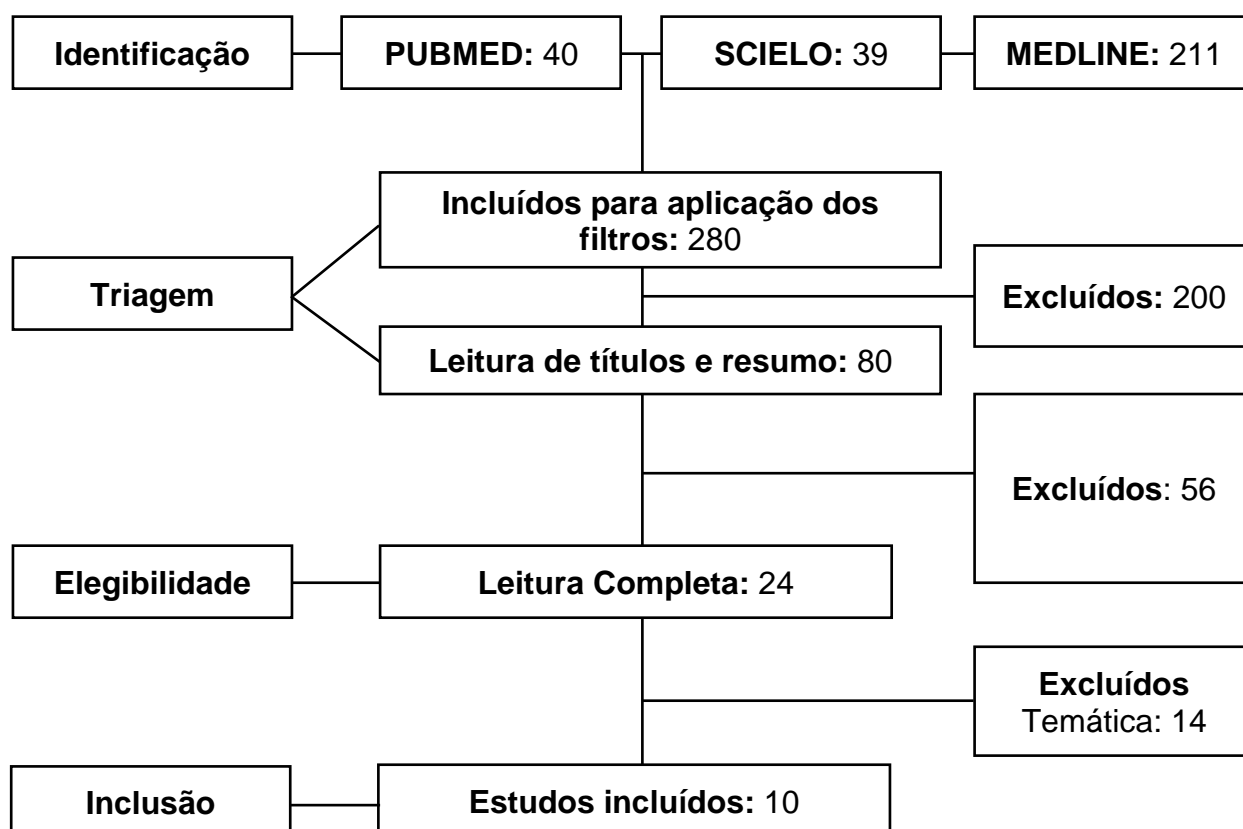 Identificação
PUBMED: 40
SCIELO: 39
MEDLINE: 211
Incluídos para aplicação dos
filtros: 280
Triagem
Excluídos: 200
Leitura de títulos e resumo: 80
Excluídos: 56
Elegibilidade
Leitura Completa: 24
Excluídos
Temática: 14
Inclusão
Estudos incluídos: 10